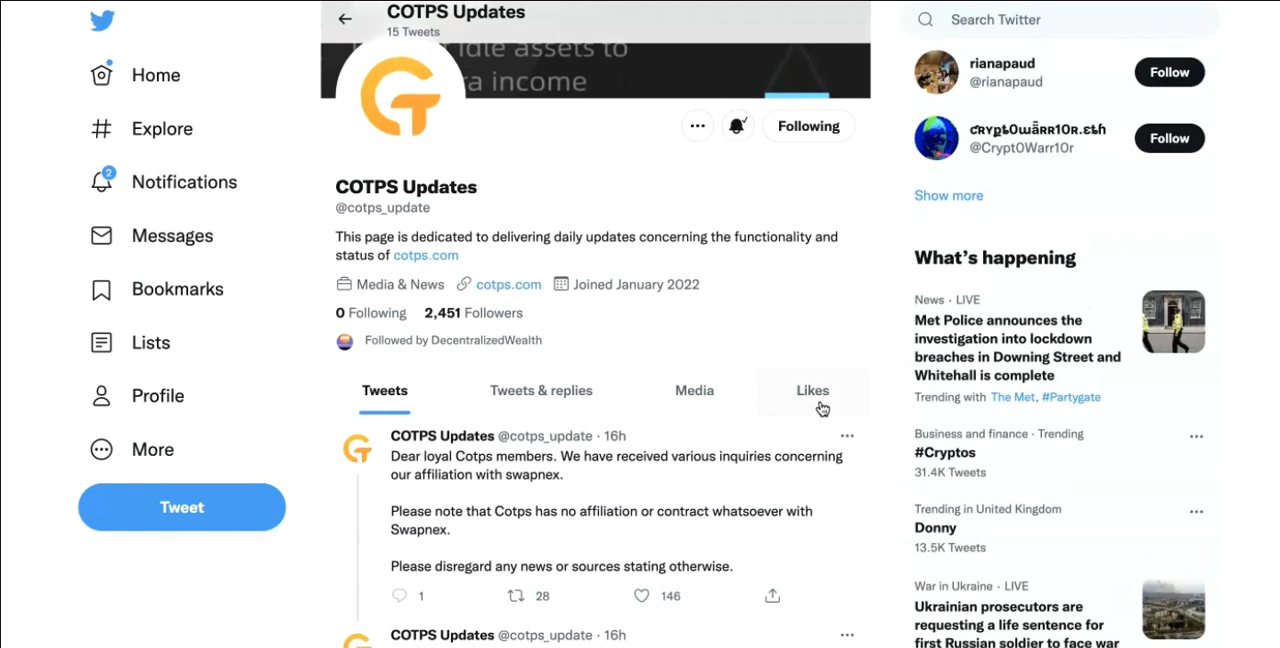 Home
Explore
2
Notifications
Messages
Bookmarks
Lists
Profile
More
Tweet
COTPS Updates
15 Tweets
idle assets to
ra income
Following
COTPS Updates
@cotps_update
This page is dedicated to delivering daily updates concerning the functionality and
status of cotps.com
Media & News cotps.com Joined January 2022
0 Following 2,451 Followers
Followed by DecentralizedWealth
Tweets Tweets & replies Media Likes
COTPS Updates @cotps_update · 16h
Dear loyal Cotps members. We have received various inquiries concerning
our affiliation with swapnex.
Please note that Cotps has no affiliation or contract whatsoever with
Swapnex.
Please disregard any news or sources stating otherwise.
1 28 146
COTPS Updates @cotps_update · 16h
Search Twitter
rianapaud
@rianapaud
Follow
@Crypt0Warr10r
Follow
Show more
What's happening
News · LIVE
Met Police announces the
investigation into lockdown
breaches in Downing Street and
Whitehall is complete
Trending with The Met, #Partygate
Business and finance · Trending
#Cryptos
31.4K Tweets
Trending in United Kingdom
Donny
13.5K Tweets
War in Ukraine · LIVE
Ukrainian prosecutors are
requesting a life sentence for
first Russian soldier to face war